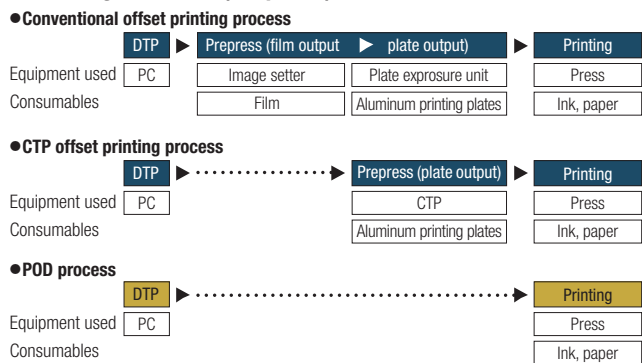 ●Conventional offset printing process
DTP ▶ Prepress (film output ▶ plate output) ▶ Printing
Equipment used PC Image setter Plate exprosure unit Press
Consumables Film Aluminum printing plates Ink, paper
●CTP offset printing process
DTP ▶ Prepress (plate output) ▶ Printing
Equipment used PC CTP Press
Consumables Aluminum printing plates Ink, paper
●POD process
DTP ▶ Printing
Equipment used PC Press
Consumables Ink, paper